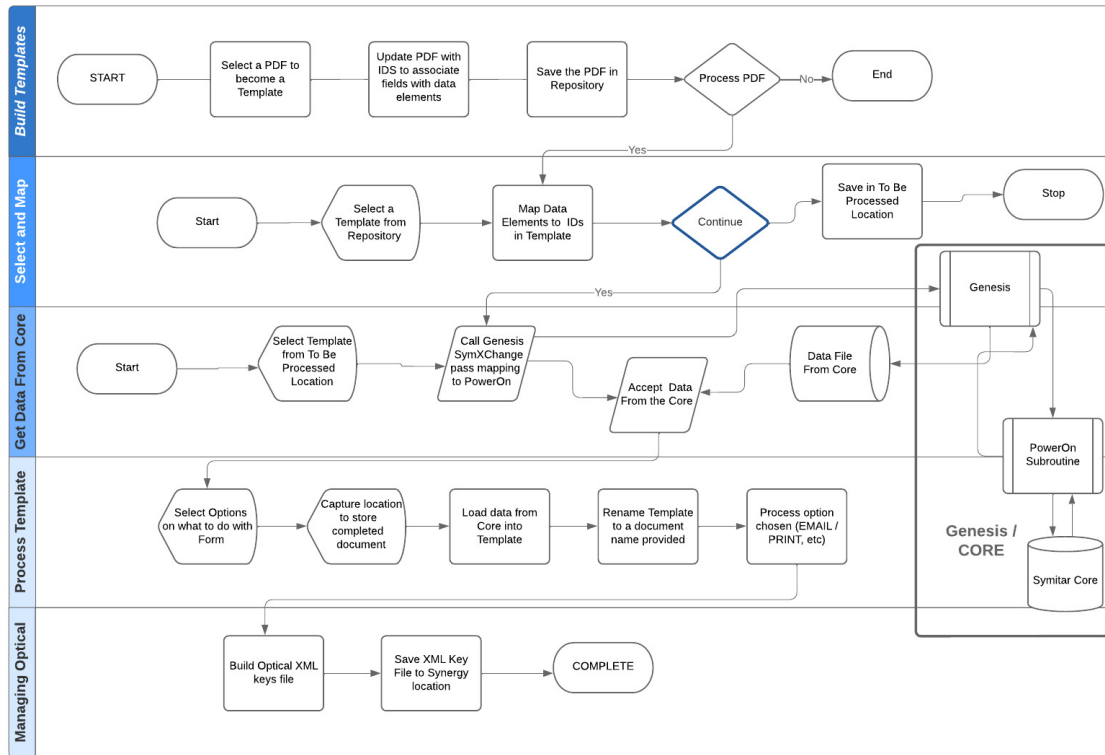 Build Templates
START
Select a PDF to
become a
Template
Update PDF with
IDS to associate
fields with data
elements
Save the PDF in
Repository
Process PDF
No
End
Yes
Select and Map
Start
Select a
Template from
Repository
Map Data
Elements to IDs
in Template
Continue
Save in To Be
Processed
Location
Stop
Yes
Genesis
Get Data From Core
Start
Select Template
from To Be
Processed
Location
Call Genesis
SymXChange
pass mapping
to PowerOn
Accept Data
From the Core
Data File
From Core
PowerOn
Subroutine
Process Template
Select Options
on what to do with
Form
Capture location
to store
completed
document
Load data from
Core into
Template
Rename Template
to a document
name provided
Process option
chosen (EMAIL /
PRINT, etc)
Genesis /
CORE
Symitar Core
Managing Optical
Build Optical XML
keys file
Save XML Key
File to Synergy
location
COMPLETE